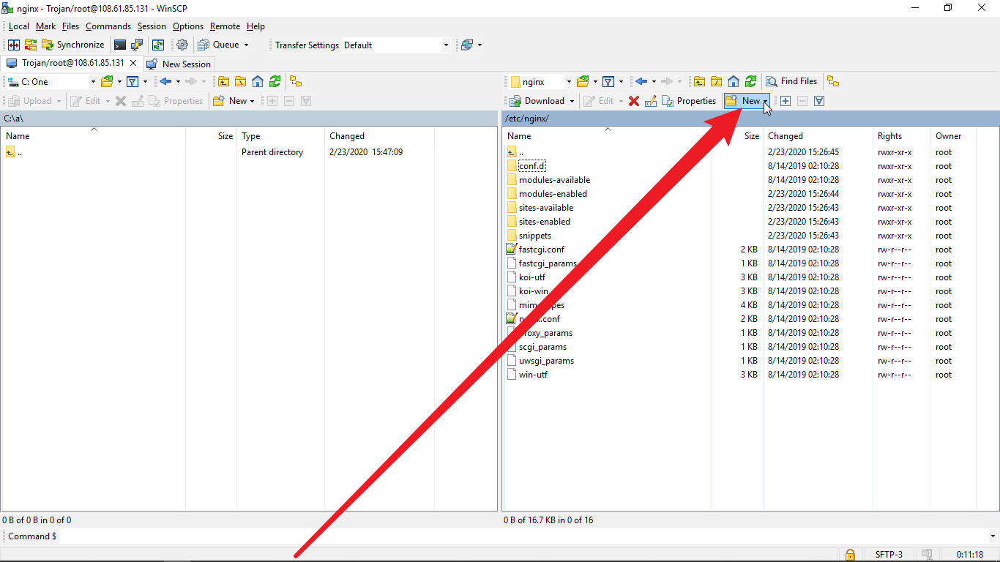 nginx - Trojan/root@108.61.85.131 - WinSCP
Local Mark Files Commands Session Options Remote Help
Synchronize Queue Transfer Settings Default
Trojan/root@108.61.85.131 New Session
C: One nginx Find Files
Upload Edit Properties New Download Edit Properties New
C:\a\ /etc/nginx/
Name Size Type Changed Name Size Changed Rights Owner
.. Parent directory 2/23/2020 15:47:09 .. 2/23/2020 15:26:45 rwxr-xr-x root
conf.d 8/14/2019 02:10:28 rwxr-xr-x root
modules-available 8/14/2019 02:10:28 rwxr-xr-x root
modules-enabled 2/23/2020 15:26:44 rwxr-xr-x root
sites-available 2/23/2020 15:26:43 rwxr-xr-x root
sites-enabled 2/23/2020 15:26:43 rwxr-xr-x root
snippets 2/23/2020 15:26:43 rwxr-xr-x root
fastcgi.conf 2 KB 8/14/2019 02:10:28 rw-r--r-- root
fastcgi_params 1 KB 8/14/2019 02:10:28 rw-r--r-- root
koi-utf 3 KB 8/14/2019 02:10:28 rw-r--r-- root
koi-win 3 KB 8/14/2019 02:10:28 rw-r--r-- root
4 KB 8/14/2019 02:10:28 rw-r--r-- root
2 KB 8/14/2019 02:10:28 rw-r--r-- root
proxy_params 1 KB 8/14/2019 02:10:28 rw-r--r-- root
scgi_params 1 KB 8/14/2019 02:10:28 rw-r--r-- root
uwsgi_params 1 KB 8/14/2019 02:10:28 rw-r--r-- root
win-utf 3 KB 8/14/2019 02:10:28 rw-r--r-- root
0 B of 0 B in 0 of 0 0 B of 16.7 KB in 0 of 16
Command $
SFTP-3 0:11:18